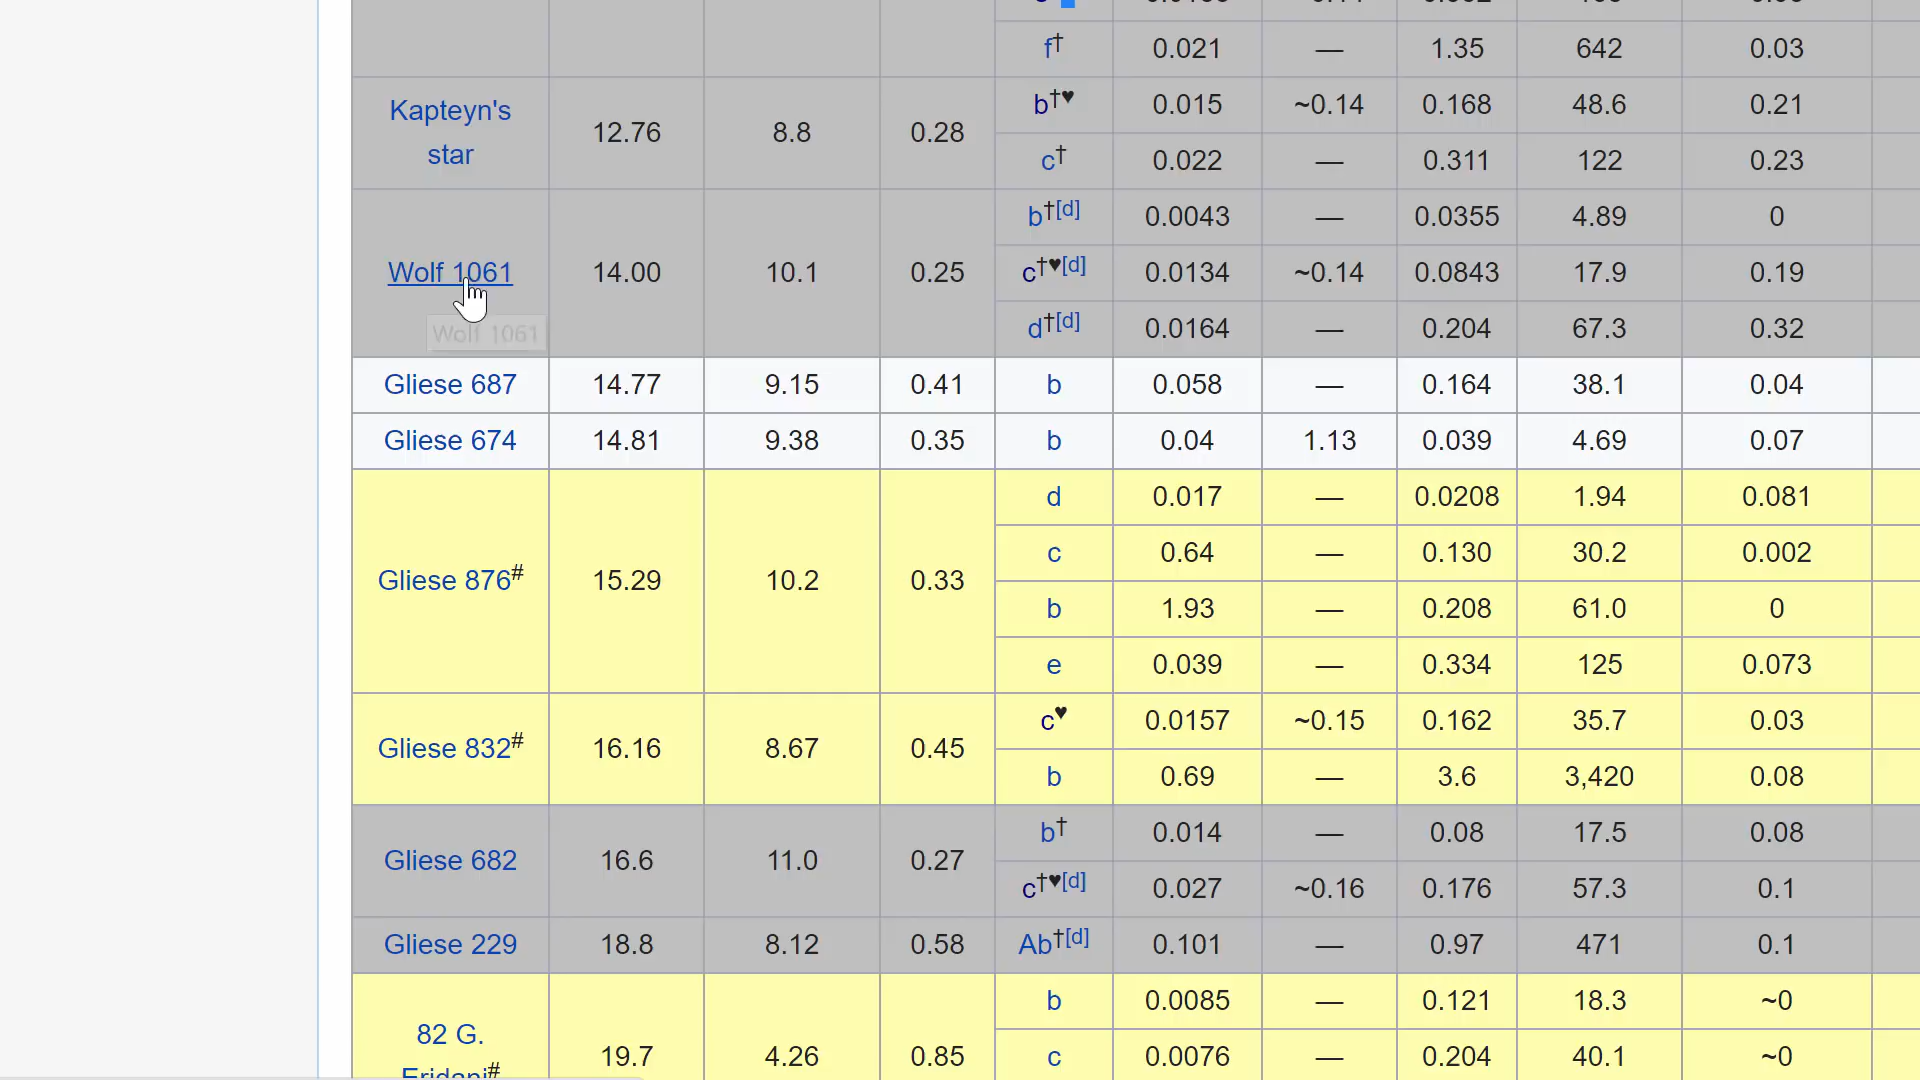 f† 0.021 — 1.35 642 0.03
Kapteyn's star 12.76 8.8 0.28 b†♥ 0.015 ~0.14 0.168 48.6 0.21
c† 0.022 — 0.311 122 0.23
Wolf 1061 14.00 10.1 0.25 b†[d] 0.0043 — 0.0355 4.89 0
c†♥[d] 0.0134 ~0.14 0.0843 17.9 0.19
Wolf 1061
d†[d] 0.0164 — 0.204 67.3 0.32
Gliese 687 14.77 9.15 0.41 b 0.058 — 0.164 38.1 0.04
Gliese 674 14.81 9.38 0.35 b 0.04 1.13 0.039 4.69 0.07
Gliese 876# 15.29 10.2 0.33 d 0.017 — 0.0208 1.94 0.081
c 0.64 — 0.130 30.2 0.002
b 1.93 — 0.208 61.0 0
e 0.039 — 0.334 125 0.073
Gliese 832# 16.16 8.67 0.45 c♥ 0.0157 ~0.15 0.162 35.7 0.03
b 0.69 — 3.6 3,420 0.08
Gliese 682 16.6 11.0 0.27 b† 0.014 — 0.08 17.5 0.08
c†♥[d] 0.027 ~0.16 0.176 57.3 0.1
Gliese 229 18.8 8.12 0.58 Ab†[d] 0.101 — 0.97 471 0.1
82 G. Eridani# 19.7 4.26 0.85 b 0.0085 — 0.121 18.3 ~0
c 0.0076 — 0.204 40.1 ~0